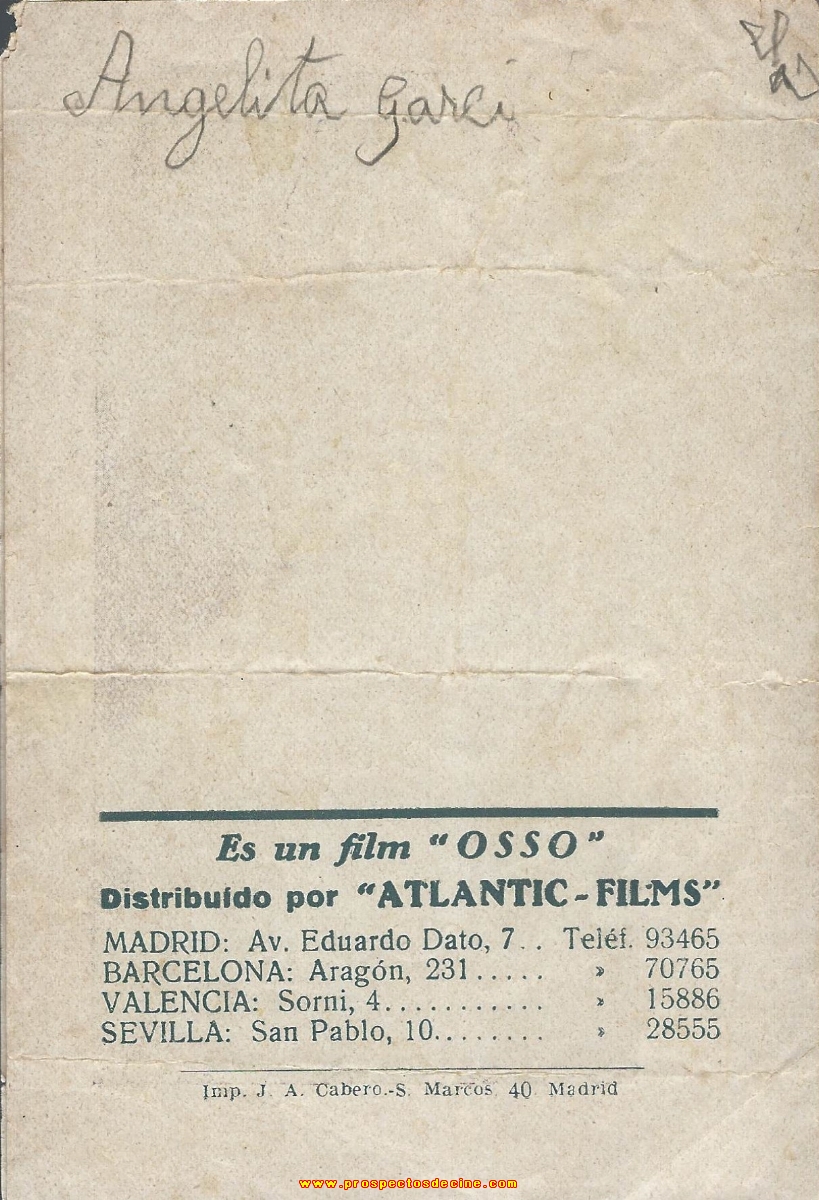 Angelita Garci
Es un film “OSSO”
Distribuído por “ATLANTIC-FILMS”
MADRID: Av. Eduardo Dato, 7.. Teléf. 93465
BARCELONA: Aragón, 231..... » 70765
VALENCIA: Sorni, 4............ » 15886
SEVILLA: San Pablo, 10........ » 28555
Imp. J. A. Cabero.-S. Marcos 40. Madrid
www.prospectosdecine.com